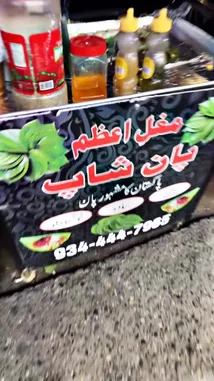 مغل اعظم
پان شاپ
پاکستان کا مشہور پان
034-444-7965